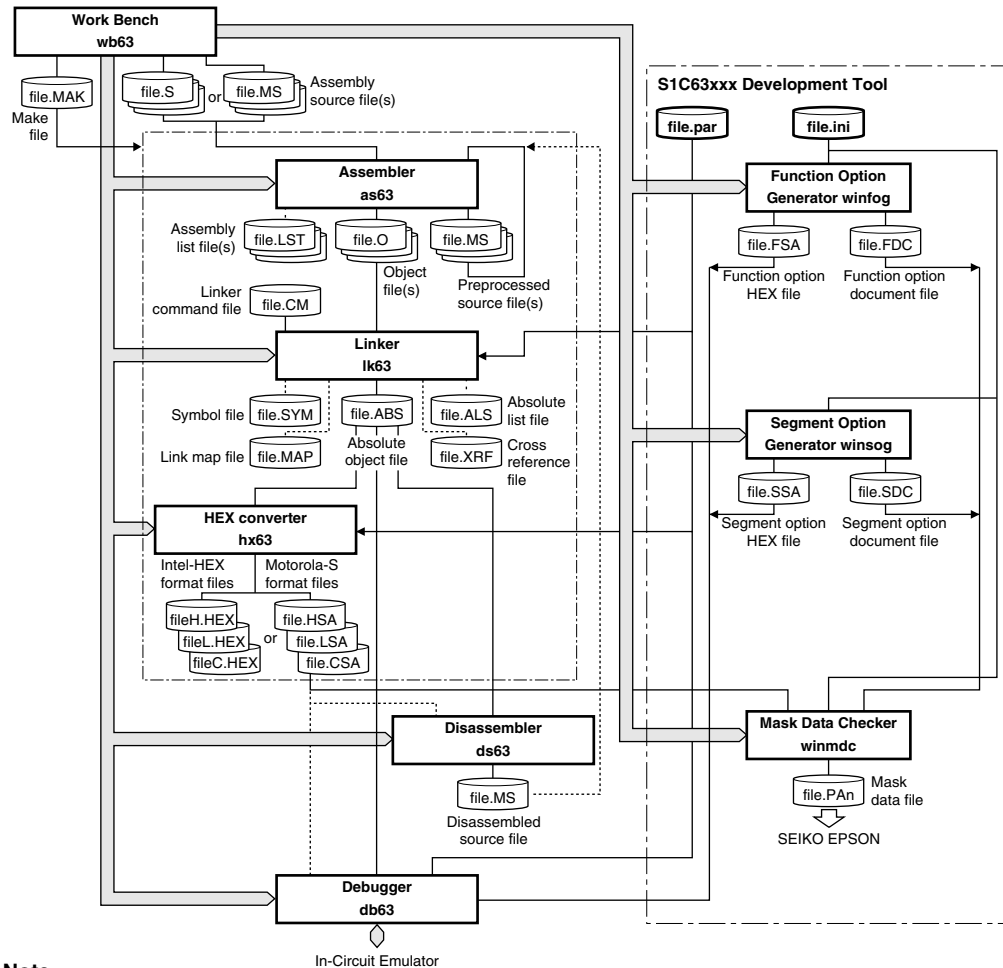 Work Bench
wb63
file.MAK
Make
file
file.S
or
file.MS
Assembly
source file(s)
S1C63xxx Development Tool
file.par
file.ini
Assembler
as63
Function Option
Generator winfog
Assembly
list file(s)
file.LST
file.O
Object
file(s)
file.MS
Preprocessed
source file(s)
file.FSA
Function option
HEX file
file.FDC
Function option
document file
Linker
command file
file.CM
Linker
lk63
Symbol file
file.SYM
file.ABS
Absolute
object file
file.ALS
Absolute
list file
Link map file
file.MAP
file.XRF
Cross
reference
file
Segment Option
Generator winsog
file.SSA
Segment option
HEX file
file.SDC
Segment option
document file
HEX converter
hx63
Intel-HEX
format files
Motorola-S
format files
fileH.HEX
fileL.HEX
fileC.HEX
or
file.HSA
file.LSA
file.CSA
Disassembler
ds63
file.MS
Disassembled
source file
Mask Data Checker
winmdc
file.PAn
Mask
data file
SEIKO EPSON
Debugger
db63
In-Circuit Emulator